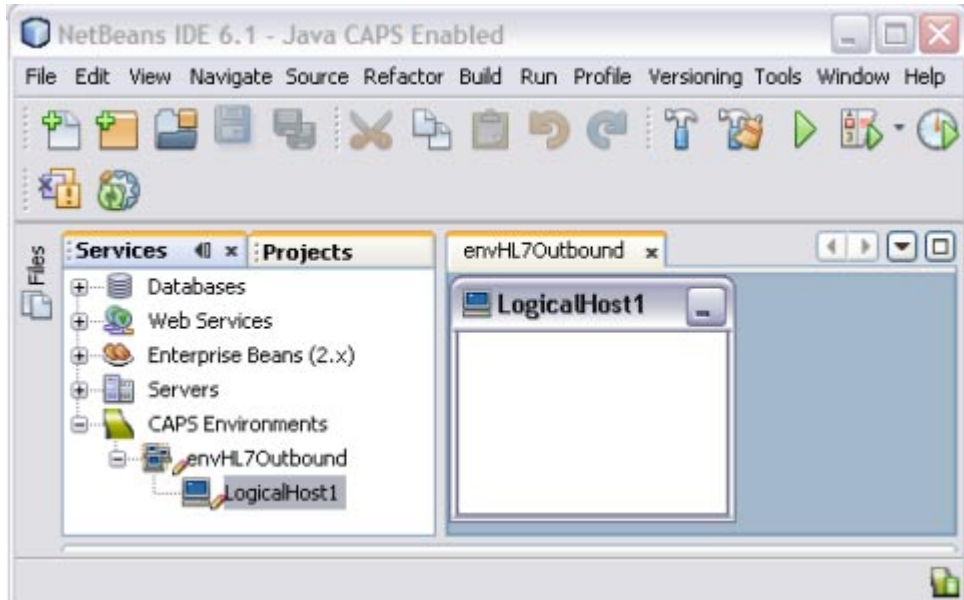 NetBeans IDE 6.1 - Java CAPS Enabled
File Edit View Navigate Source Refactor Build Run Profile Versioning Tools Window Help
Files
Services Projects
Databases
Web Services
Enterprise Beans (2.x)
Servers
CAPS Environments
envHL7Outbound
LogicalHost1
envHL7Outbound
LogicalHost1